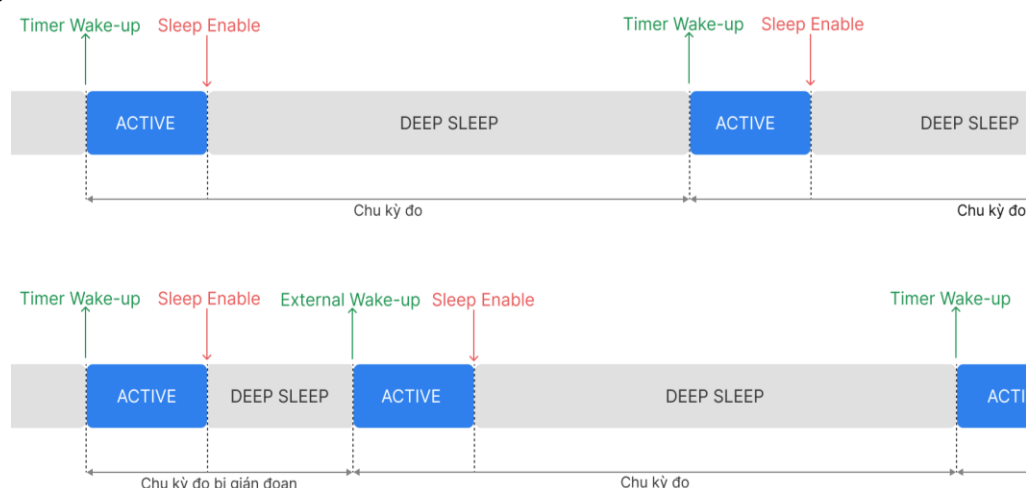 Timer Wake-up Sleep Enable Timer Wake-up Sleep Enable
ACTIVE DEEP SLEEP ACTIVE DEEP SLEEP
Chu kỳ đo Chu kỳ đo
Timer Wake-up Sleep Enable External Wake-up Sleep Enable Timer Wake-up
ACTIVE DEEP SLEEP ACTIVE DEEP SLEEP ACTI
Chu kỳ đo bị gián đoạn Chu kỳ đo